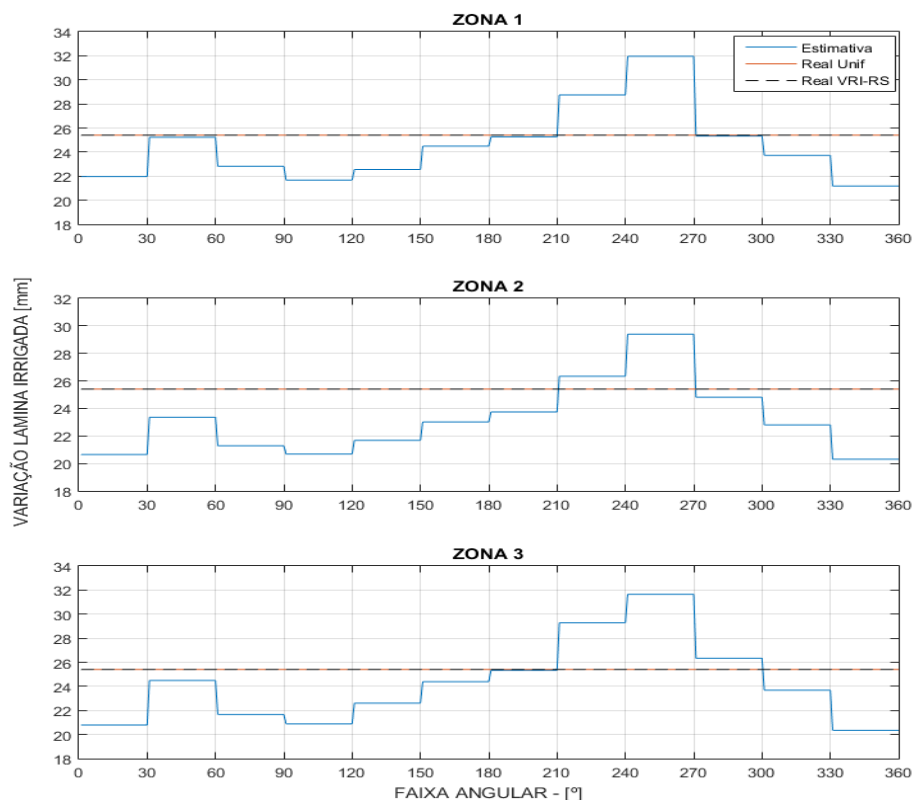 ZONA 1
34
32
30
28
26
24
22
20
18
0 30 60 90 120 150 180 210 240 270 300 330 360
Estimativa
Real Unif
Real VRI-RS
VARIAÇÃO LAMINA IRRIGADA [mm]
ZONA 2
32
30
28
26
24
22
20
18
0 30 60 90 120 150 180 210 240 270 300 330 360
ZONA 3
34
32
30
28
26
24
22
20
18
0 30 60 90 120 150 180 210 240 270 300 330 360
FAIXA ANGULAR - [º]